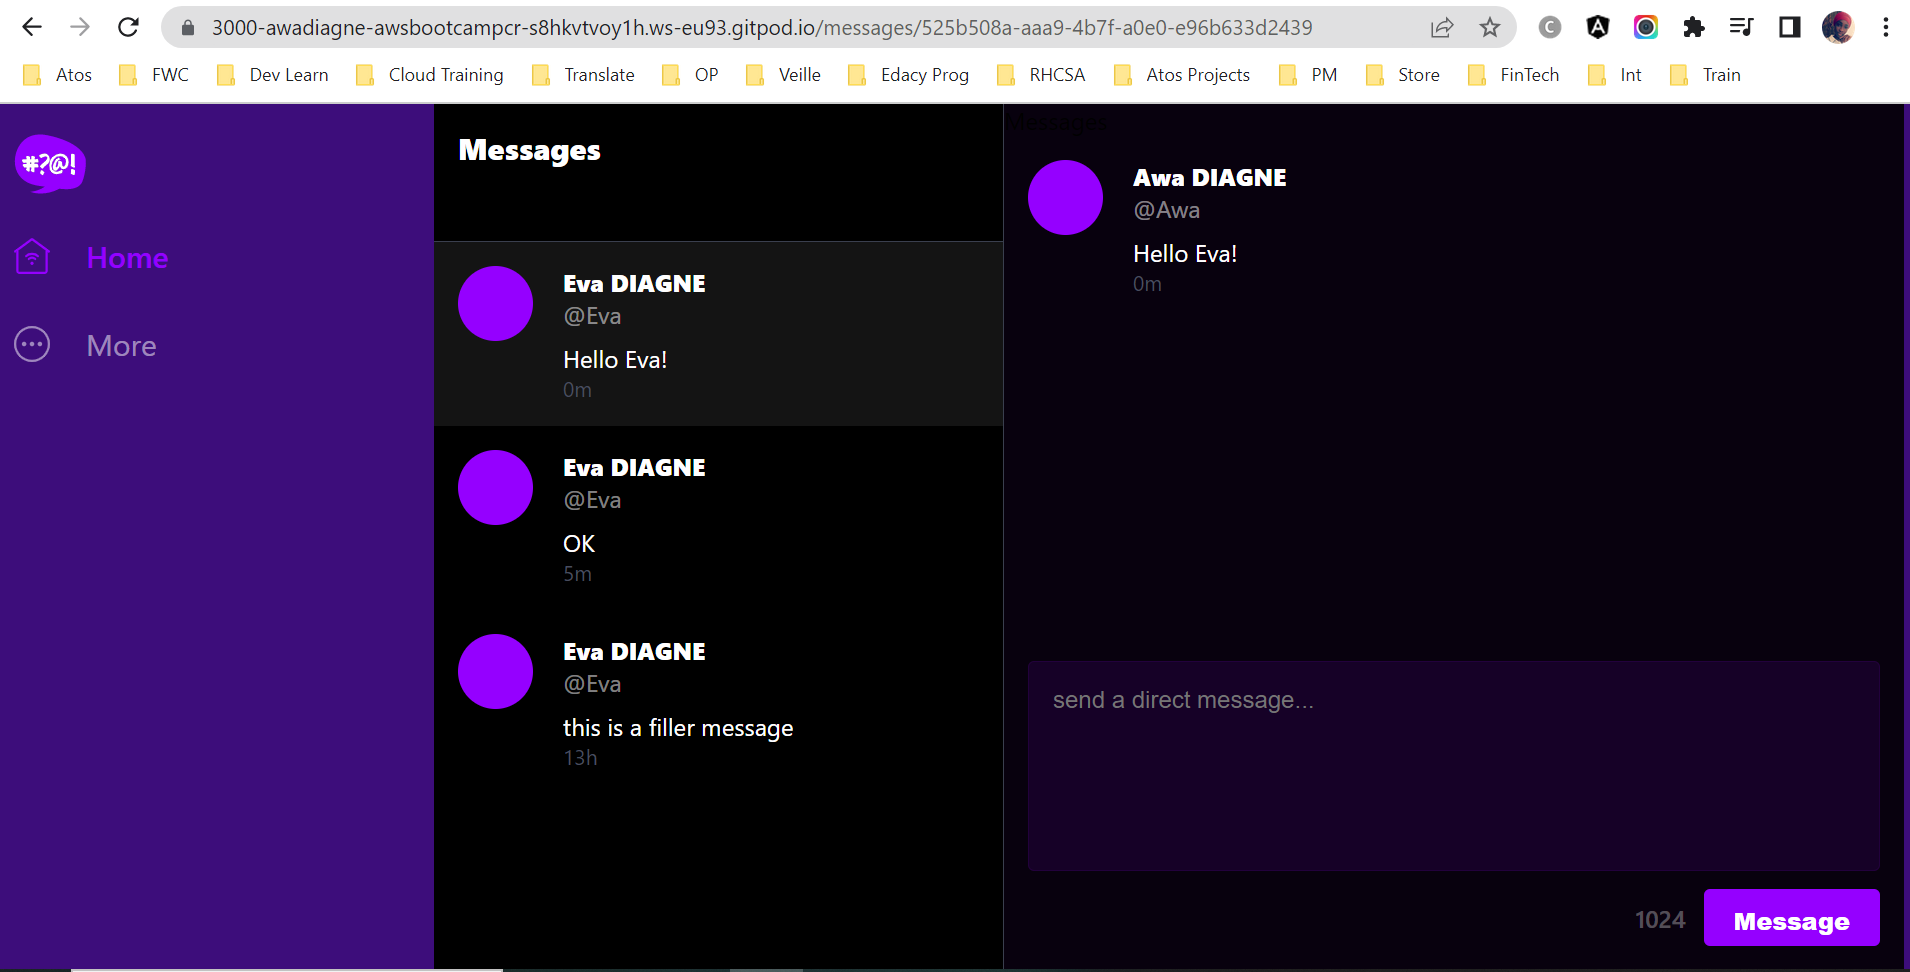 3000-awadiagne-awsbootcampcr-s8hkvtvoy1h.ws-eu93.gitpod.io/messages/525b508a-aaa9-4b7f-a0e0-e96b633d2439
C
A
Atos FWC Dev Learn Cloud Training Translate OP Veille Edacy Prog RHCSA Atos Projects PM Store FinTech Int Train
#?@!
Home
More
Messages
Eva DIAGNE
@Eva
Hello Eva!
0m
Eva DIAGNE
@Eva
OK
5m
Eva DIAGNE
@Eva
this is a filler message
13h
Messages
Awa DIAGNE
@Awa
Hello Eva!
0m
send a direct message...
1024
Message